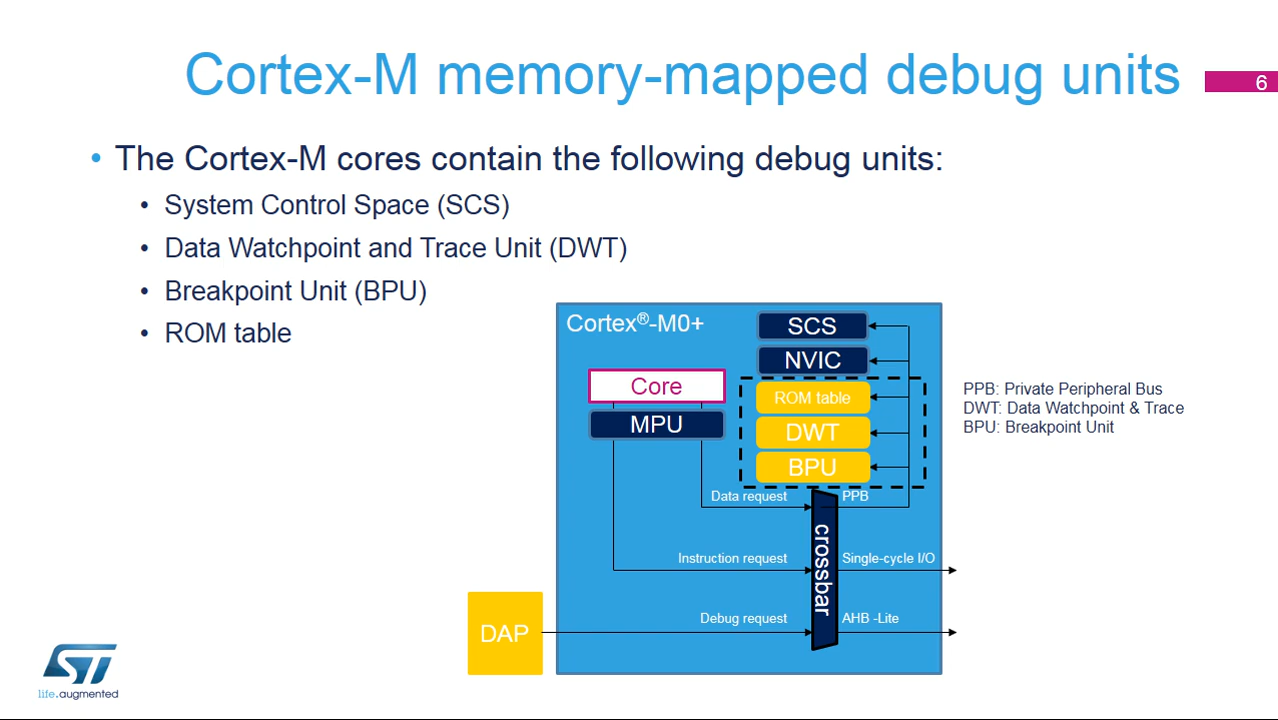 Cortex-M memory-mapped debug units
6
• The Cortex-M cores contain the following debug units:
• System Control Space (SCS)
• Data Watchpoint and Trace Unit (DWT)
• Breakpoint Unit (BPU)
• ROM table
Cortex®-M0+
SCS
NVIC
Core
ROM table
MPU
DWT
BPU
PPB: Private Peripheral Bus
DWT: Data Watchpoint & Trace
BPU: Breakpoint Unit
Data request
PPB
crossbar
Instruction request
Single-cycle I/O
Debug request
AHB -Lite
DAP
ST
life.augmented